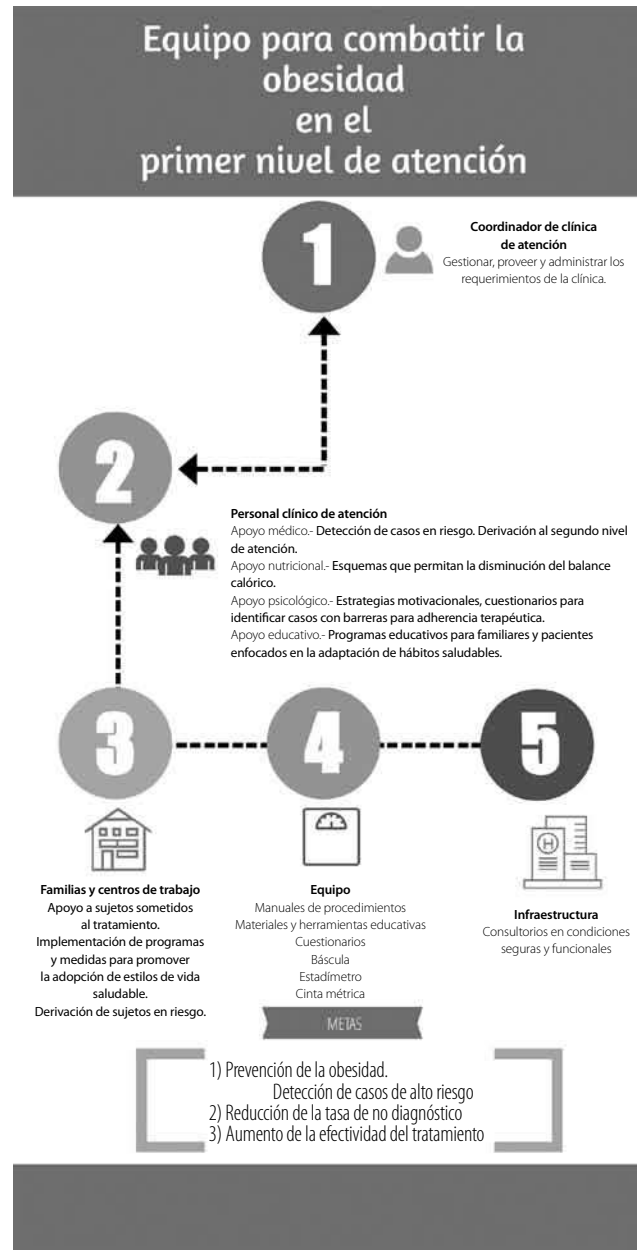 Equipo para combatir la
obesidad
en el
primer nivel de atención
1
Coordinador de clínica
de atención
Gestionar, proveer y administrar los
requerimientos de la clínica.
2
Personal clínico de atención
Apoyo médico.- Detección de casos en riesgo. Derivación al segundo nivel
de atención.
Apoyo nutricional.- Esquemas que permitan la disminución del balance
calórico.
Apoyo psicológico.- Estrategias motivacionales, cuestionarios para
identificar casos con barreras para adherencia terapéutica.
Apoyo educativo.- Programas educativos para familiares y pacientes
enfocados en la adaptación de hábitos saludables.
3
Familias y centros de trabajo
Apoyo a sujetos sometidos
al tratamiento.
Implementación de programas
y medidas para promover
la adopción de estilos de vida
saludable.
Derivación de sujetos en riesgo.
4
Equipo
Manuales de procedimientos
Materiales y herramientas educativas
Cuestionarios
Báscula
Estadímetro
Cinta métrica
5
H
Infraestructura
Consultorios en condiciones
seguras y funcionales
METAS
1) Prevención de la obesidad.
Detección de casos de alto riesgo
2) Reducción de la tasa de no diagnóstico
3) Aumento de la efectividad del tratamiento